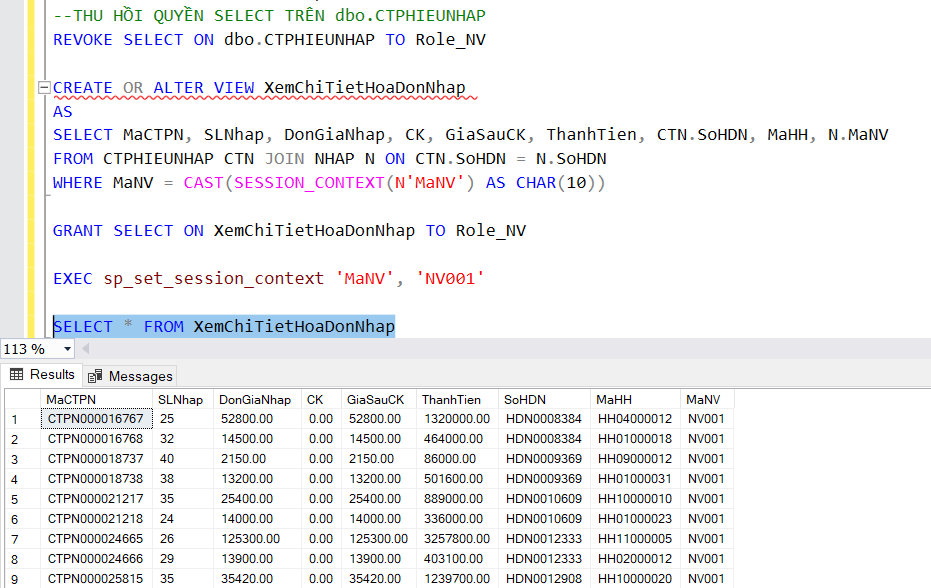 --THU HỒI QUYỀN SELECT TRÊN dbo.CTPHIEUNHAP
REVOKE SELECT ON dbo.CTPHIEUNHAP TO Role_NV
CREATE OR ALTER VIEW XemChiTietHoaDonNhap
AS
SELECT MaCTPN, SLNhap, DonGiaNhap, CK, GiaSauCK, ThanhTien, CTN.SoHDN, MaHH, N.MaNV
FROM CTPHIEUNHAP CTN JOIN NHAP N ON CTN.SoHDN = N.SoHDN
WHERE MaNV = CAST(SESSION_CONTEXT(N'MaNV') AS CHAR(10))
GRANT SELECT ON XemChiTietHoaDonNhap TO Role_NV
EXEC sp_set_session_context 'MaNV', 'NV001'
SELECT * FROM XemChiTietHoaDonNhap
113 %
Results Messages
MaCTPN SLNhap DonGiaNhap CK GiaSauCK ThanhTien SoHDN MaHH MaNV
1 CTPN000016767 25 52800.00 0.00 52800.00 1320000.00 HDN0008384 HH04000012 NV001
2 CTPN000016768 32 14500.00 0.00 14500.00 464000.00 HDN0008384 HH01000018 NV001
3 CTPN000018737 40 2150.00 0.00 2150.00 86000.00 HDN0009369 HH09000012 NV001
4 CTPN000018738 38 13200.00 0.00 13200.00 501600.00 HDN0009369 HH01000031 NV001
5 CTPN000021217 35 25400.00 0.00 25400.00 889000.00 HDN0010609 HH10000010 NV001
6 CTPN000021218 24 14000.00 0.00 14000.00 336000.00 HDN0010609 HH01000023 NV001
7 CTPN000024665 26 125300.00 0.00 125300.00 3257800.00 HDN0012333 HH11000005 NV001
8 CTPN000024666 29 13900.00 0.00 13900.00 403100.00 HDN0012333 HH02000012 NV001
9 CTPN000025815 35 35420.00 0.00 35420.00 1239700.00 HDN0012908 HH10000020 NV001